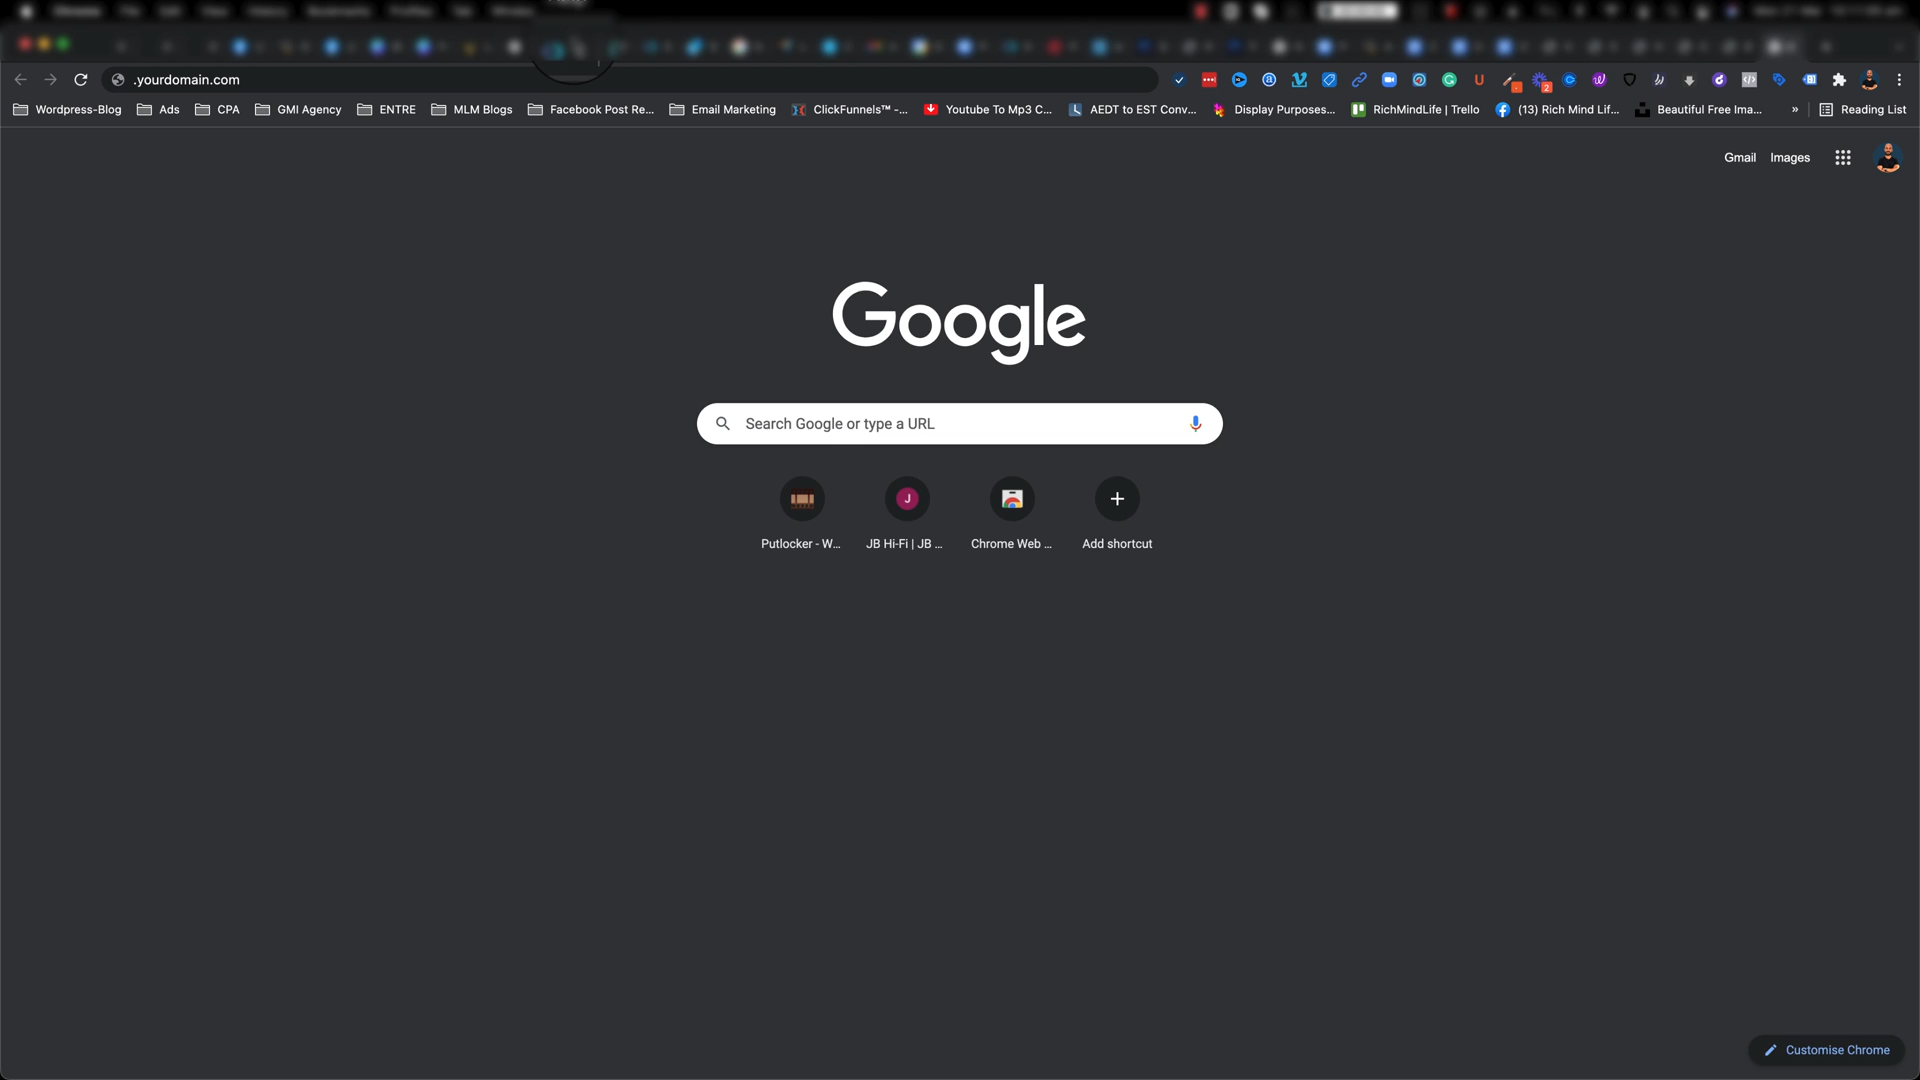 .yourdomain.com
2
Wordpress-Blog Ads CPA GMI Agency ENTRE MLM Blogs Facebook Post Re... Email Marketing ClickFunnels™ -... Youtube To Mp3 C... AEDT to EST Conv... Display Purposes... RichMindLife | Trello (13) Rich Mind Lif... Beautiful Free Ima... » Reading List
Gmail Images
Google
Search Google or type a URL
J
Putlocker - W... JB Hi-Fi | JB ... Chrome Web ... Add shortcut
Customise Chrome